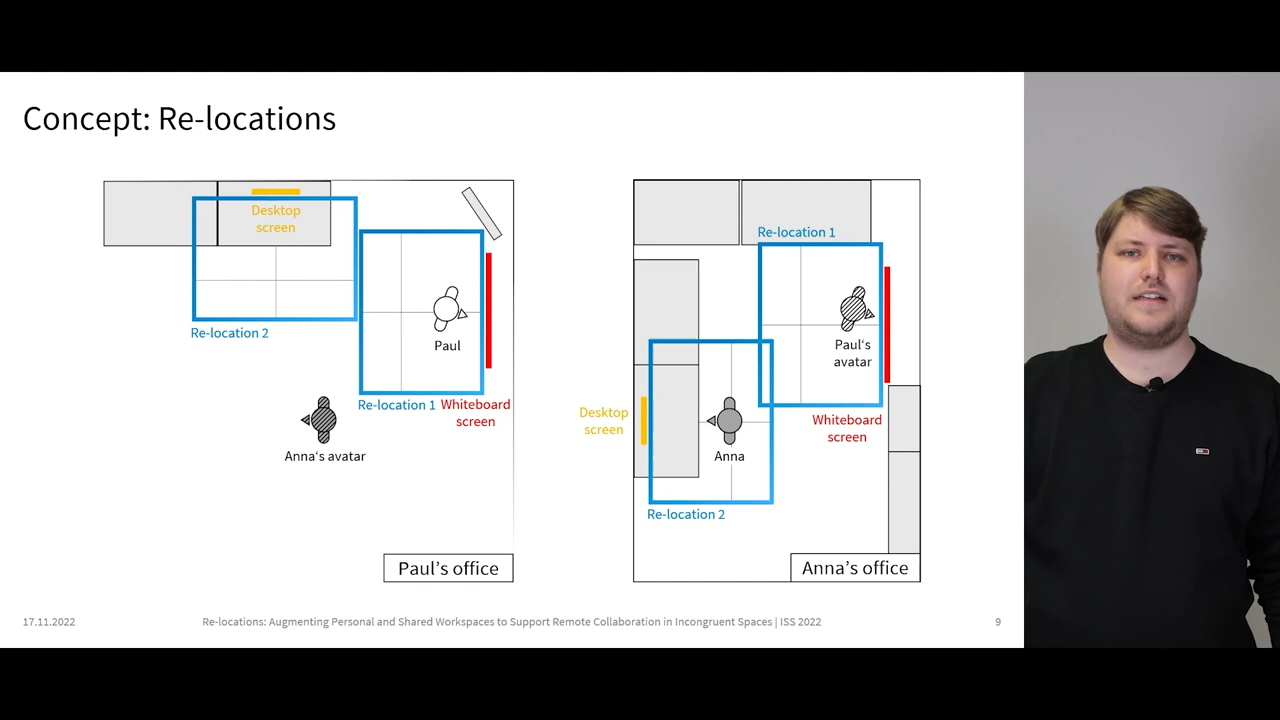 Concept: Re-locations
Desktop
screen
Re-location 2
Paul
Re-location 1
Whiteboard
screen
Anna‘s avatar
Paul’s office
Re-location 1
Paul‘s
avatar
Desktop
screen
Whiteboard
screen
Anna
Re-location 2
Anna’s office
17.11.2022
Re-locations: Augmenting Personal and Shared Workspaces to Support Remote Collaboration in Incongruent Spaces | ISS 2022
9